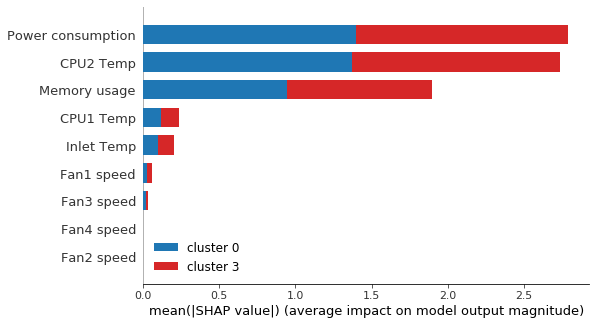 Power consumption
CPU2 Temp
Memory usage
CPU1 Temp
Inlet Temp
Fan1 speed
Fan3 speed
Fan4 speed
Fan2 speed
cluster 0
cluster 3
0.0 0.5 1.0 1.5 2.0 2.5
mean(|SHAP value|) (average impact on model output magnitude)